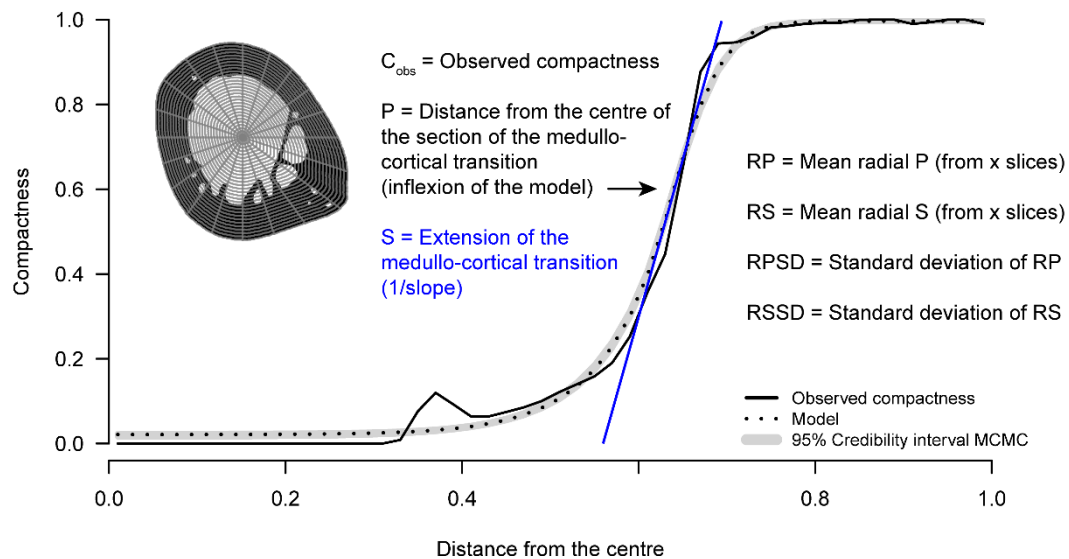 C_obs = Observed compactness
P = Distance from the centre of
the section of the medullo-
cortical transition
(inflexion of the model)
S = Extension of the
medullo-cortical transition
(1/slope)
RP = Mean radial P (from x slices)
RS = Mean radial S (from x slices)
RPSD = Standard deviation of RP
RSSD = Standard deviation of RS
Observed compactness
Model
95% Credibility interval MCMC
Compactness
1.0
0.8
0.6
0.4
0.2
0.0
0.0
0.2
0.4
0.8
1.0
Distance from the centre